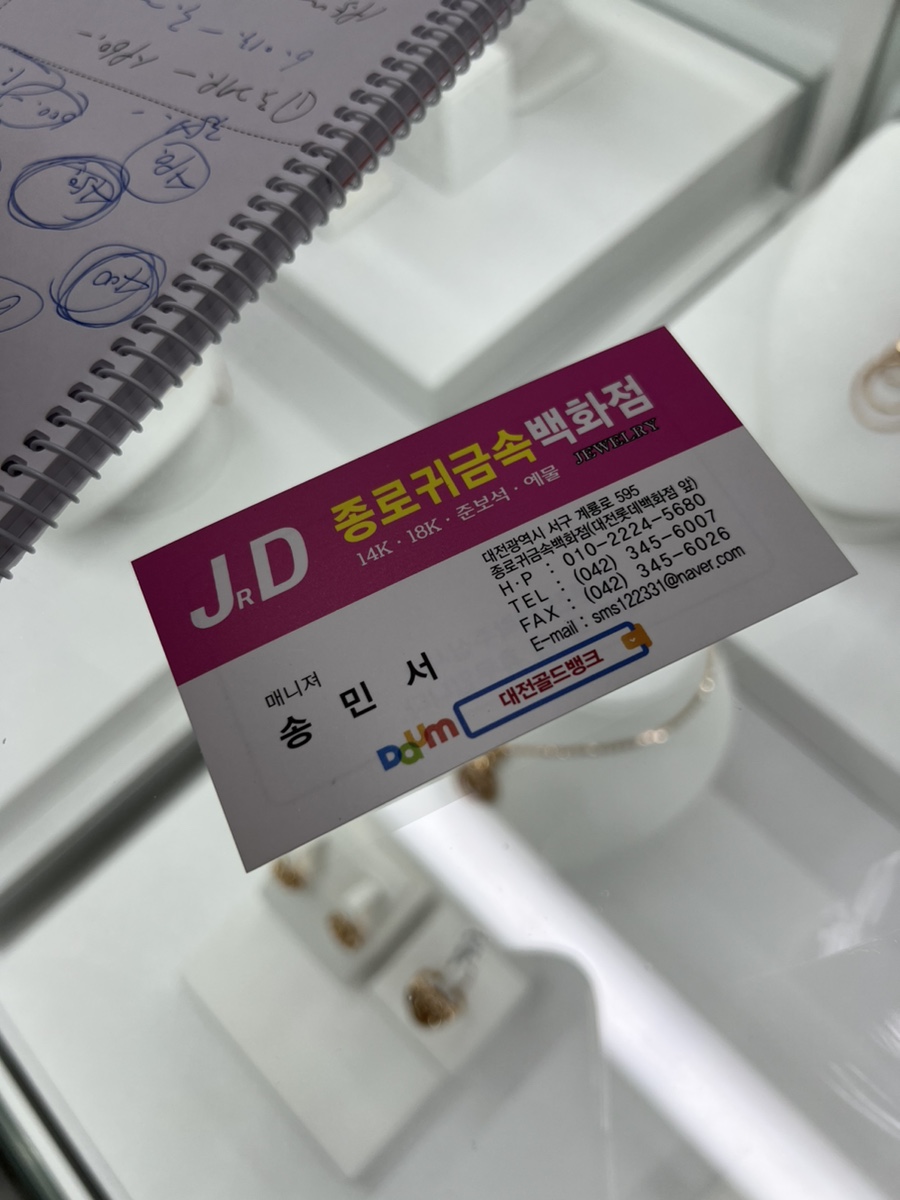 JRD
종로귀금속백화점
JEWELRY
14K · 18K · 준보석 · 예물
대전광역시 서구 계룡로 595
종로귀금속백화점(대전롯데백화점 앞)
H·P : 010-2224-5680
TEL : (042) 345-6007
FAX : (042) 345-6026
E-mail : sms122331@naver.com
매니져
송 민 서
Daum 대전골드뱅크